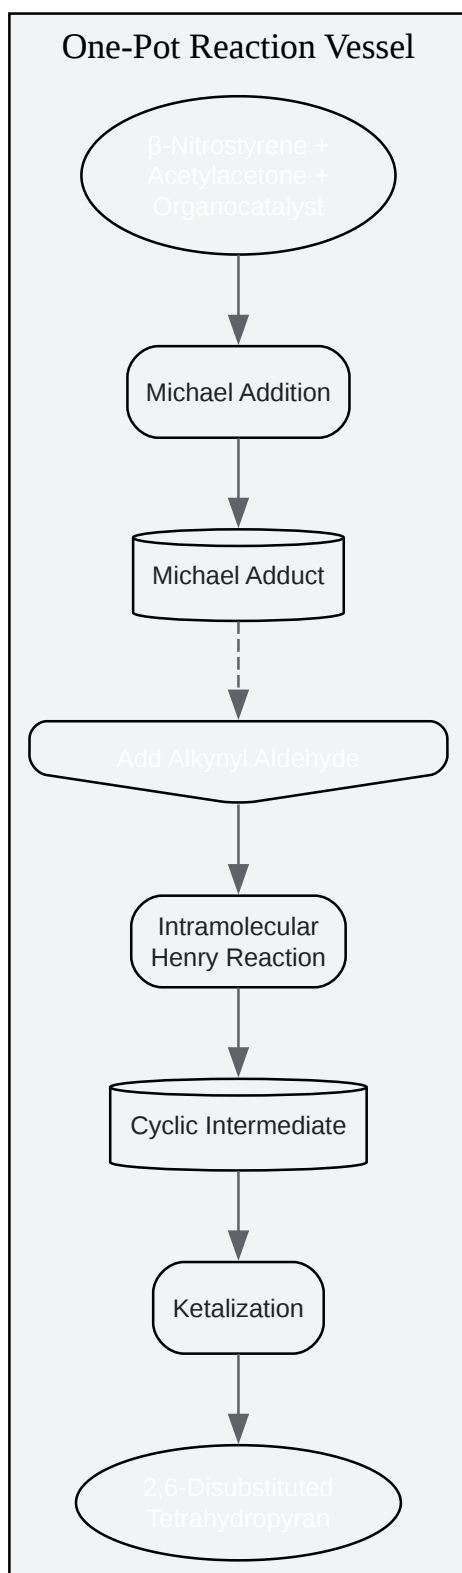 One-Pot Reaction Vessel
β-Nitrostyrene +
Acetylacetone +
Organocatalyst
Michael Addition
Michael Adduct
Add Alkynyl Aldehyde
Intramolecular
Henry Reaction
Cyclic Intermediate
Ketalization
2,6-Disubstituted
Tetrahydropyran